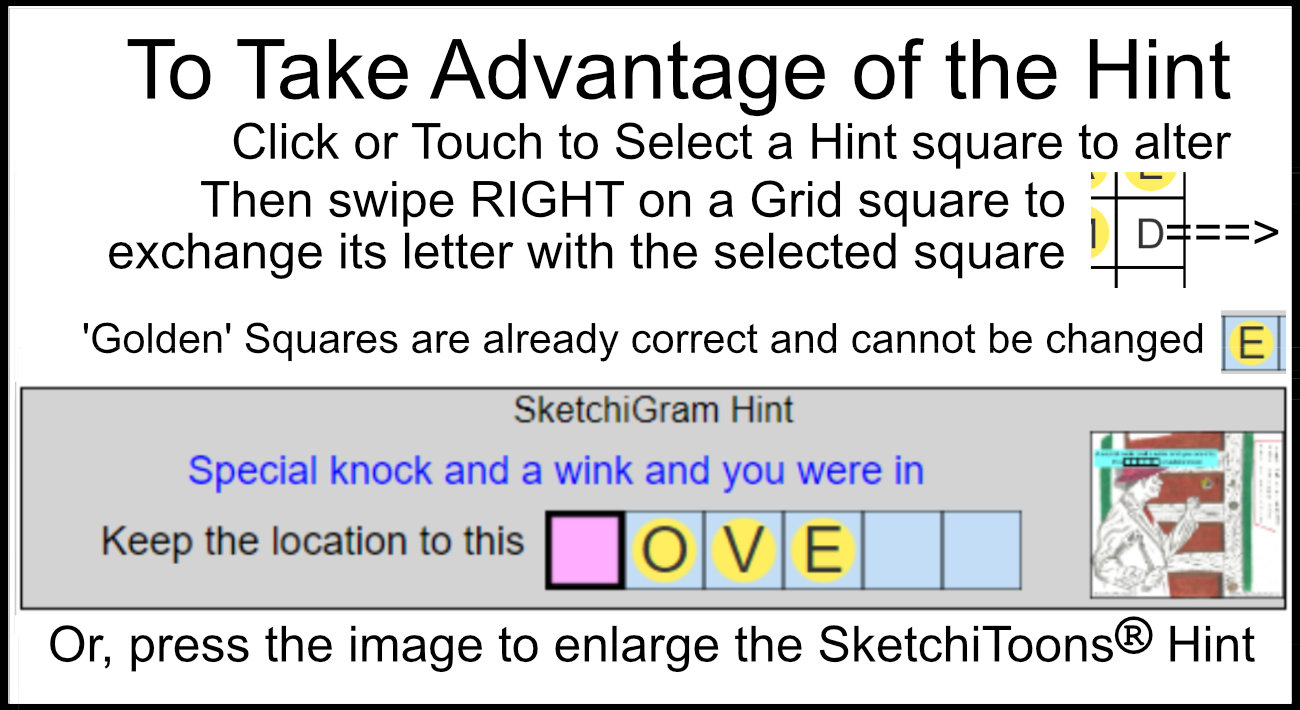 To Take Advantage of the Hint
Click or Touch to Select a Hint square to alter
Then swipe RIGHT on a Grid square to
exchange its letter with the selected square
D===>
'Golden' Squares are already correct and cannot be changed
E
SketchiGram Hint
Special knock and a wink and you were in
Keep the location to this
O V E
Or, press the image to enlarge the SketchiToons® Hint